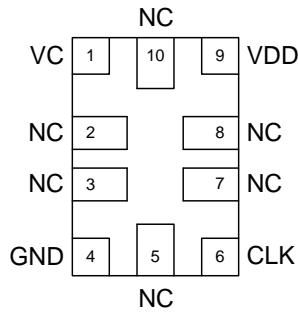 NC
VC 1 10 9 VDD
NC 2 8 NC
NC 3 7 NC
GND 4 5 6 CLK
NC